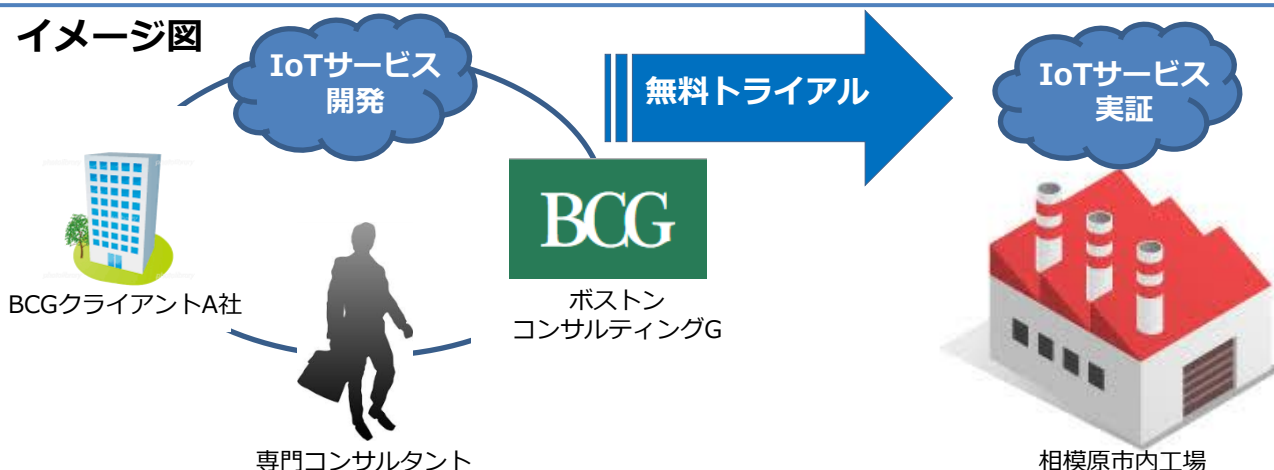 イメージ図
IoTサービス
開発
無料トライアル
IoTサービス
実証
BCG
BCGクライアントA社
ボストン
コンサルティングG
専門コンサルタント
相模原市内工場